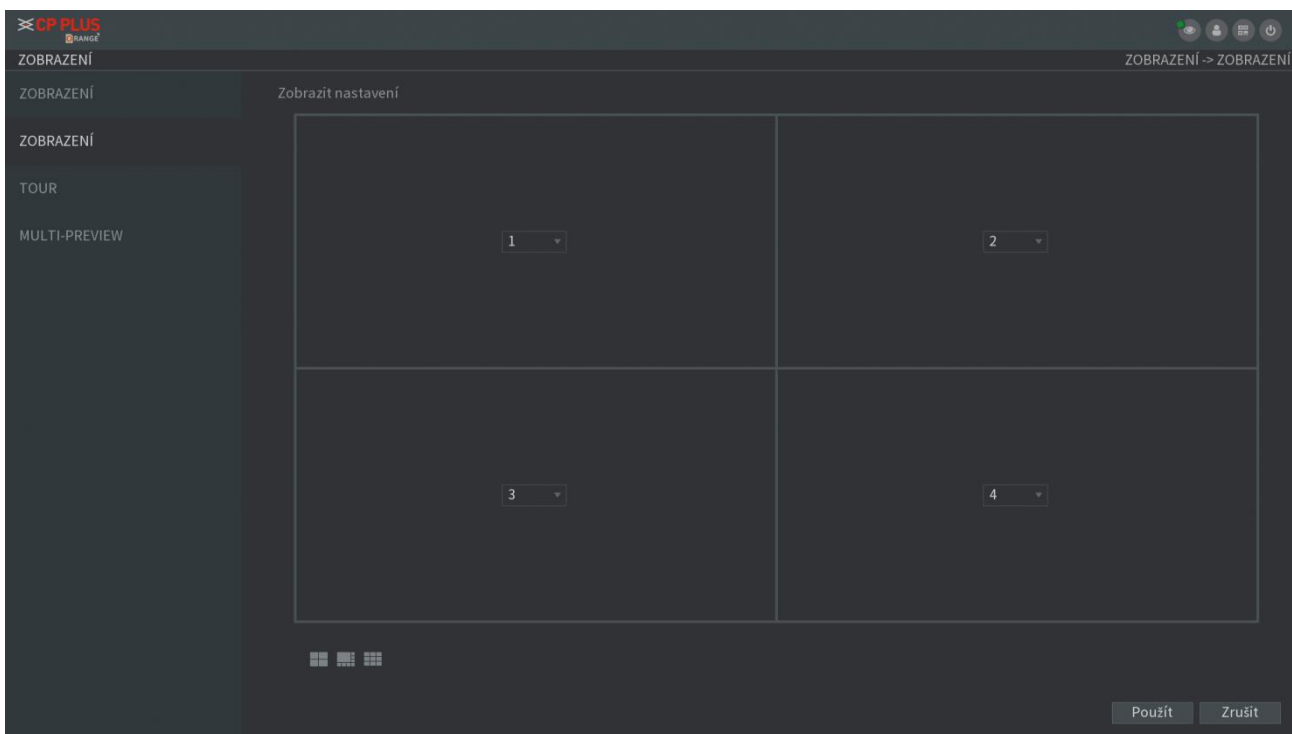 CP PLUS
ORANGE
ZOBRAZENÍ
ZOBRAZENÍ -> ZOBRAZENÍ
ZOBRAZENÍ
Zobrazit nastavení
ZOBRAZENÍ
TOUR
MULTI-PREVIEW
1
2
3
4
Použít
Zrušit